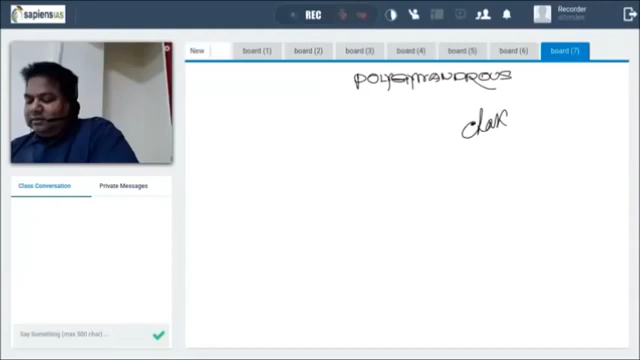 sapiensIAS
REC
Recorder
New
board (1)
board (2)
board (3)
board (4)
board (5)
board (6)
board (7)
POLYGYNANDROUS
Class Conversation
Private Messages
Say Something (max 500 char) ...